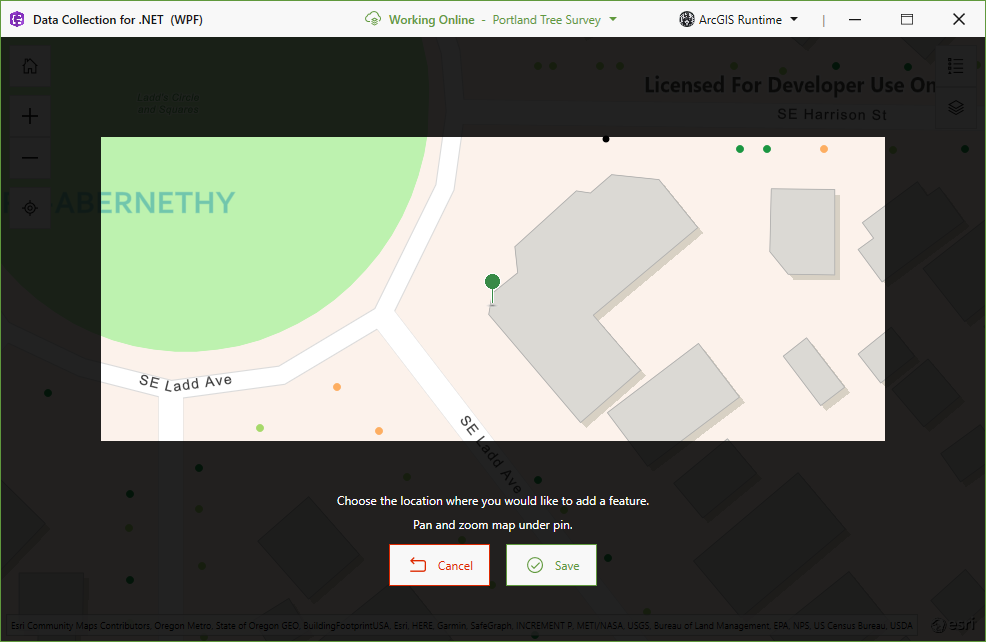 Data Collection for .NET (WPF)
Working Online - Portland Tree Survey
ArcGIS Runtime
Ladd's Circle
and Squares
Licensed For Developer Use On
SE Harrison St
ABERNETHY
SE Ladd Ave
SE Ladd Ave
Choose the location where you would like to add a feature.
Pan and zoom map under pin.
Cancel
Save
Esri Community Maps Contributors, Oregon Metro, State of Oregon GEO, BuildingFootprintUSA, Esri, HERE, Garmin, SafeGraph, INCREMENT P, METI/NASA, USGS, Bureau of Land Management, EPA, NPS, US Census Bureau, USDA
esri